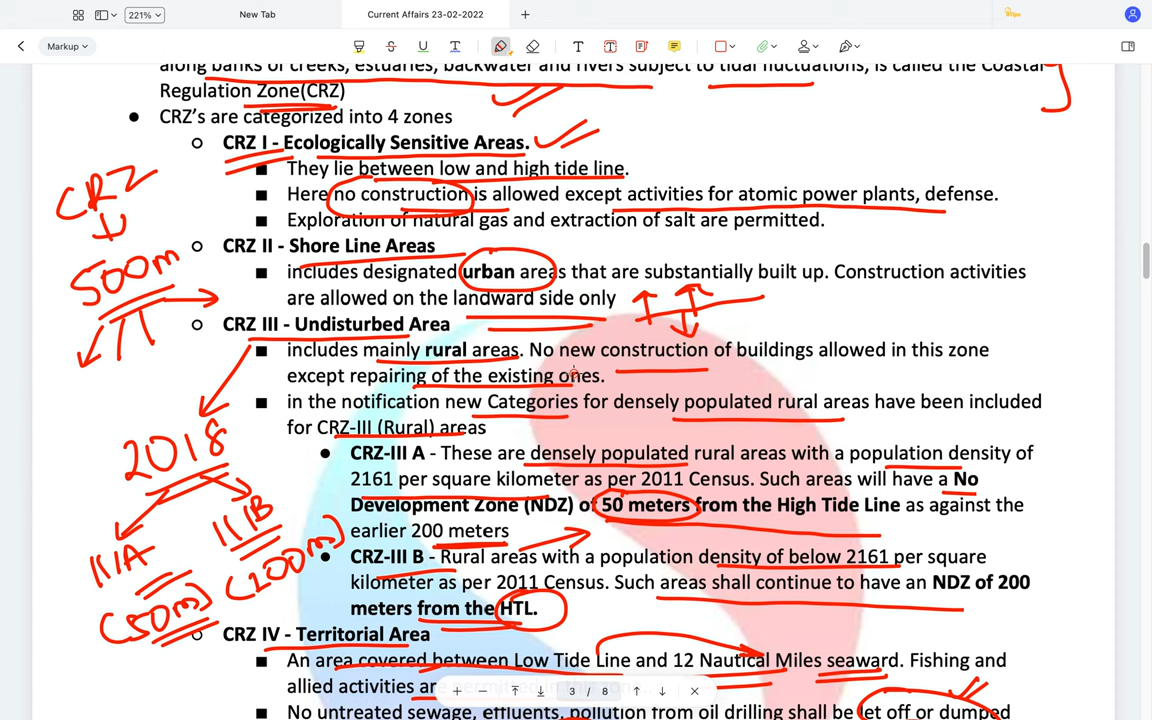 221%
New Tab
Current Affairs 23-02-2022
Markup
along banks of creeks, estuaries, backwater and rivers subject to tidal fluctuations, is called the Coastal
Regulation Zone(CRZ)
● CRZ's are categorized into 4 zones
○ CRZ I - Ecologically Sensitive Areas.
■ They lie between low and high tide line.
■ Here no construction is allowed except activities for atomic power plants, defense.
■ Exploration of natural gas and extraction of salt are permitted.
○ CRZ II - Shore Line Areas
■ includes designated urban areas that are substantially built up. Construction activities
are allowed on the landward side only
○ CRZ III - Undisturbed Area
■ includes mainly rural areas. No new construction of buildings allowed in this zone
except repairing of the existing ones.
■ in the notification new Categories for densely populated rural areas have been included
for CRZ-III (Rural) areas
● CRZ-III A - These are densely populated rural areas with a population density of
2161 per square kilometer as per 2011 Census. Such areas will have a No
Development Zone (NDZ) of 50 meters from the High Tide Line as against the
earlier 200 meters
● CRZ-III B - Rural areas with a population density of below 2161 per square
kilometer as per 2011 Census. Such areas shall continue to have an NDZ of 200
meters from the HTL.
○ CRZ IV - Territorial Area
■ An area covered between Low Tide Line and 12 Nautical Miles seaward. Fishing and
allied activities are permitted in this zone.
■ No untreated sewage, effluents, pollution from oil drilling shall be let off or dumped
CRZ
500m
2018
IIIA
(50m)
IIIB
(200m)
3 / 8